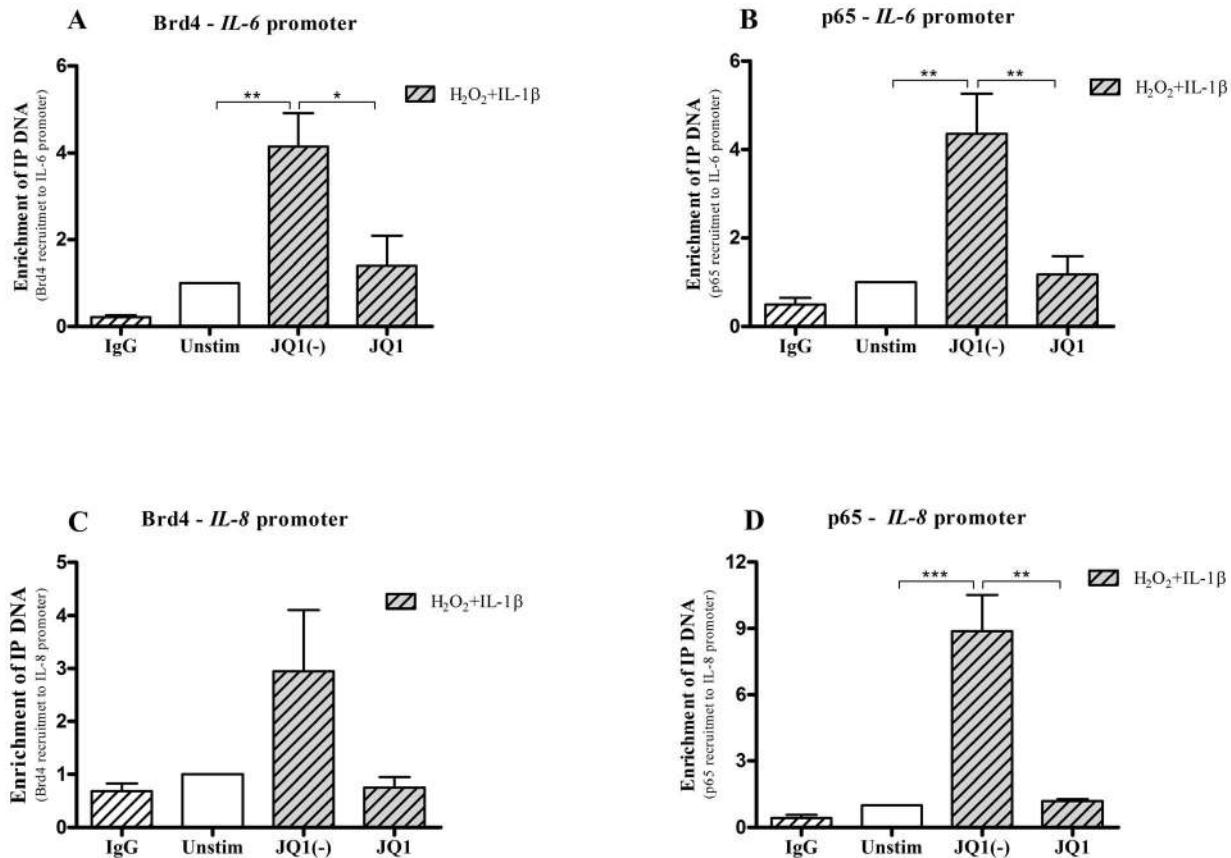 A
Brd4 - IL-6 promoter
Enrichment of IP DNA
(Brd4 recruitmet to IL-6 promoter)
6
4
2
0
** *
H₂O₂+IL-1β
IgG Unstim JQ1(-) JQ1
B
p65 - IL-6 promoter
Enrichment of IP DNA
(p65 recruitment to IL-6 promoter)
6
4
2
0
** **
H₂O₂+IL-1β
IgG Unstim JQ1(-) JQ1
C
Brd4 - IL-8 promoter
Enrichment of IP DNA
(Brd4 recruitment to IL-8 promoter)
5
4
3
2
1
0
H₂O₂+IL-1β
IgG Unstim JQ1(-) JQ1
D
p65 - IL-8 promoter
Enrichment of IP DNA
(p65 recruitment to IL-8 promoter)
12
9
6
3
0
*** **
H₂O₂+IL-1β
IgG Unstim JQ1(-) JQ1